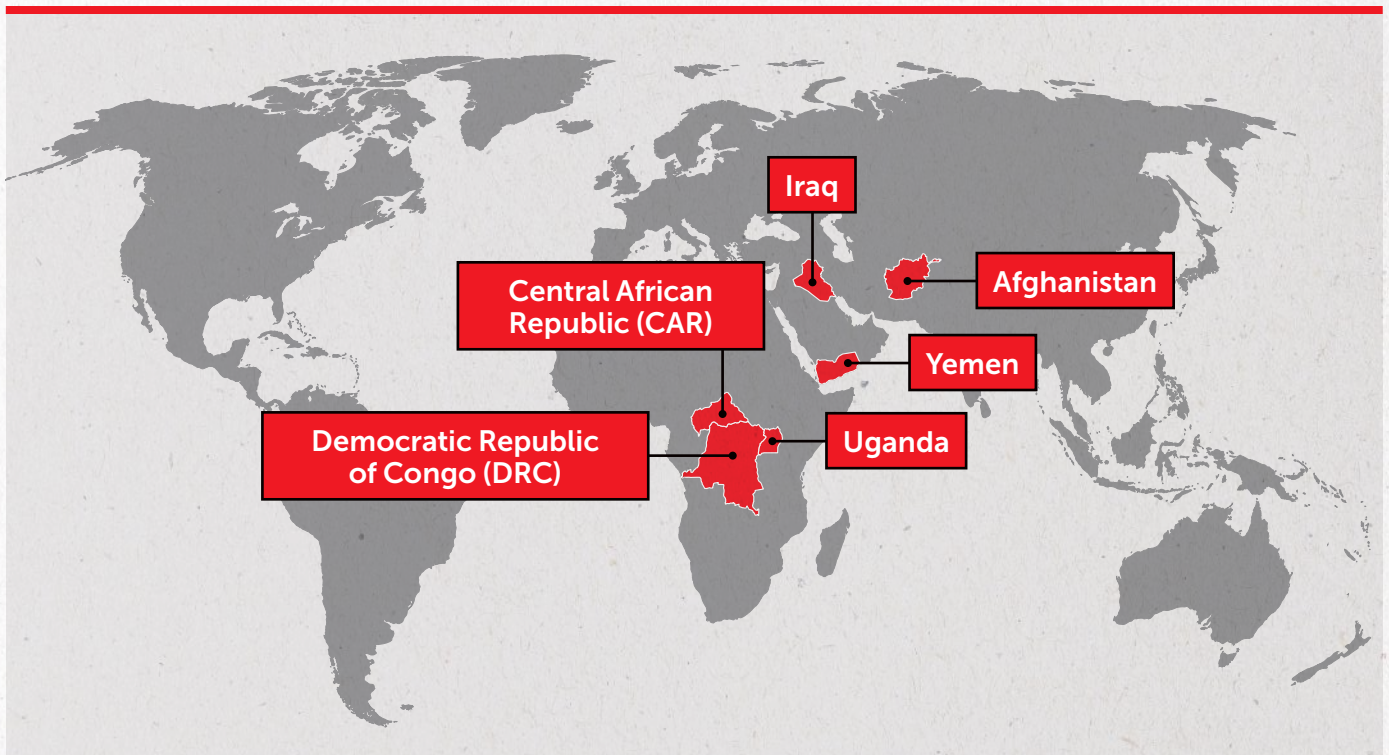 Iraq
Central African
Republic (CAR)
Afghanistan
Yemen
Democratic Republic
of Congo (DRC)
Uganda